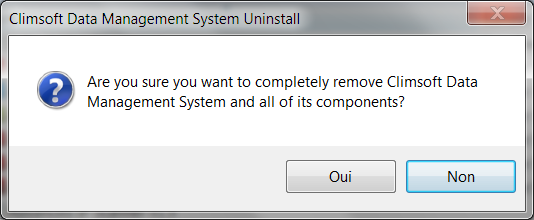 Climsoft Data Management System Uninstall
Are you sure you want to completely remove Climsoft Data
Management System and all of its components?
Oui
Non